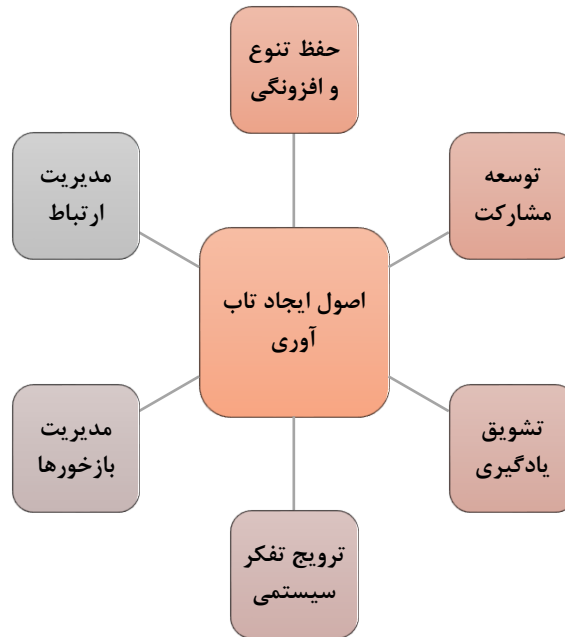 حفظ تنوع
و افزونگی
توسعه
مشارکت
مدیریت
ارتباط
اصول ایجاد تاب
آوری
تشویق
یادگیری
مدیریت
بازخورها
ترویج تفکر
سیستمی